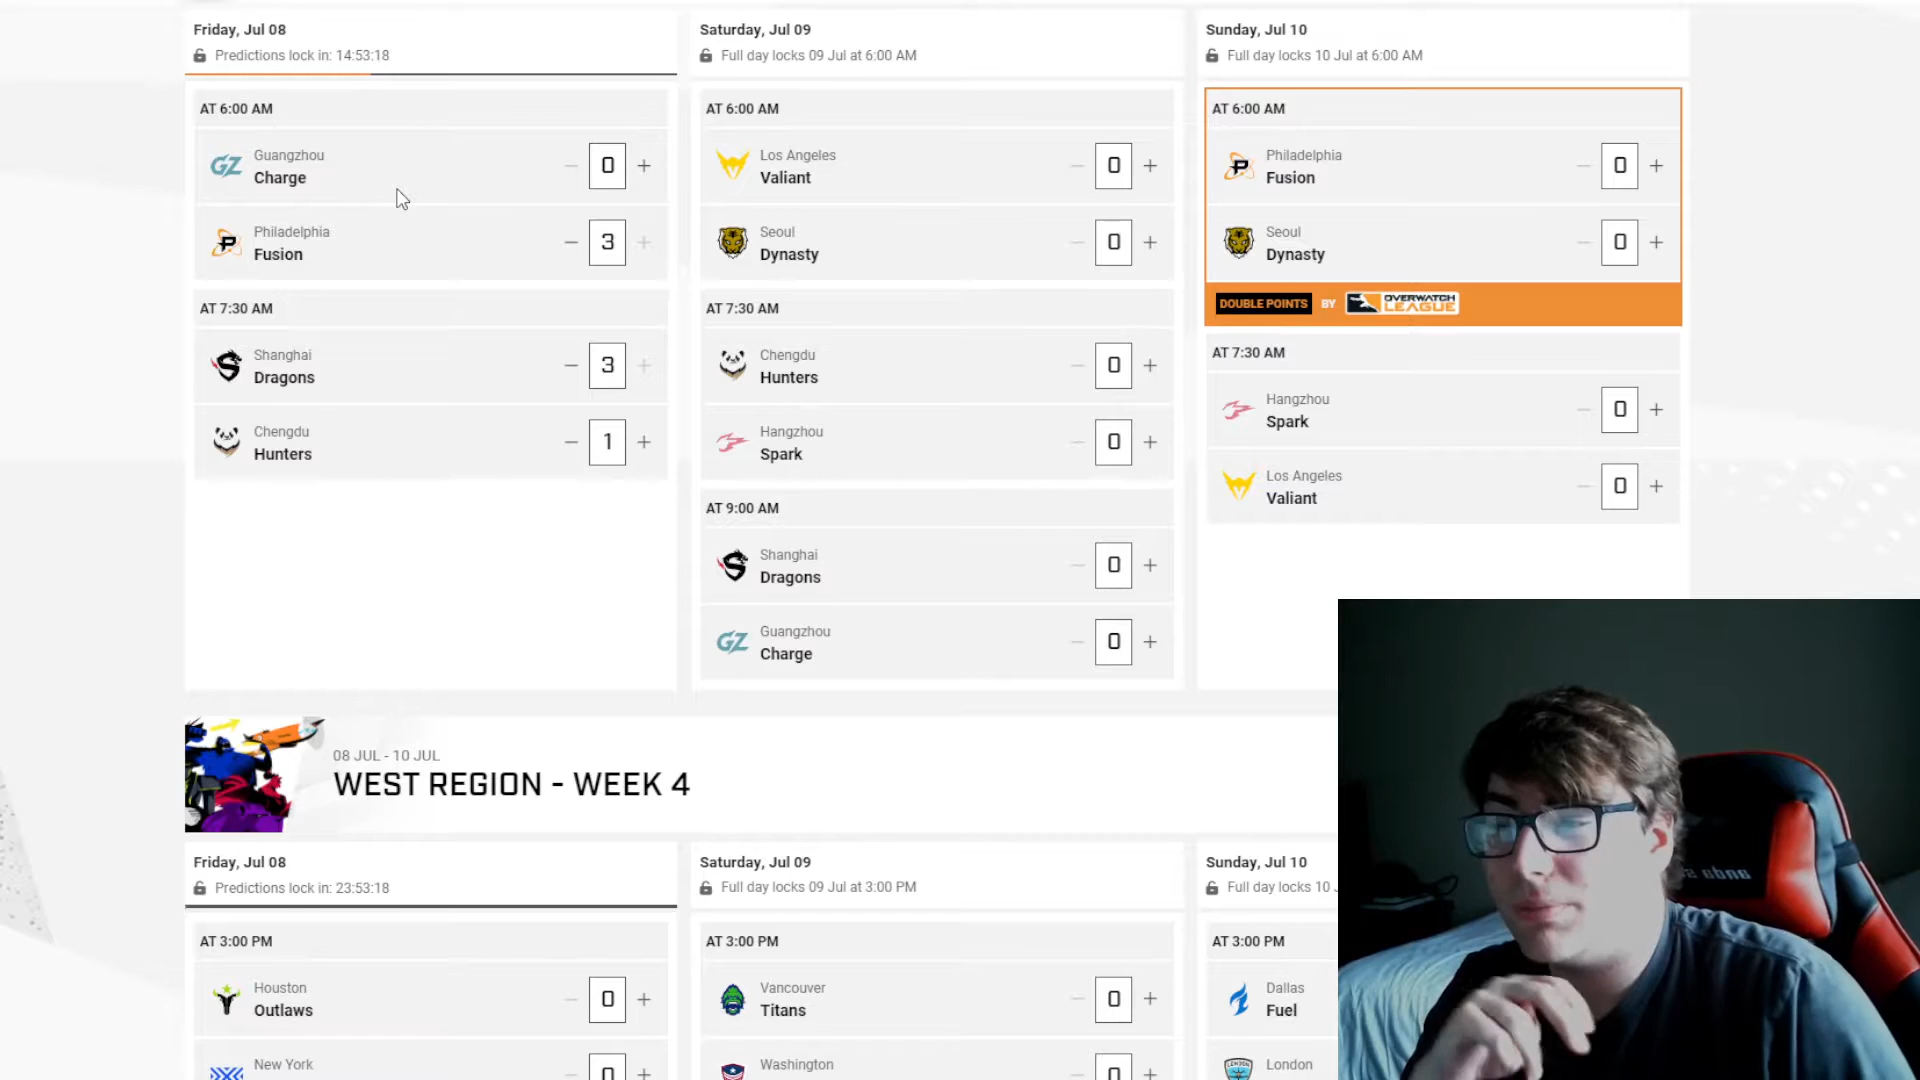 Friday, Jul 08
Predictions lock in: 14:53:18
AT 6:00 AM
Guangzhou
Charge
0
Philadelphia
Fusion
3
AT 7:30 AM
Shanghai
Dragons
3
Chengdu
Hunters
1
Saturday, Jul 09
Full day locks 09 Jul at 6:00 AM
AT 6:00 AM
Los Angeles
Valiant
0
Seoul
Dynasty
0
AT 7:30 AM
Chengdu
Hunters
0
Hangzhou
Spark
0
AT 9:00 AM
Shanghai
Dragons
0
Guangzhou
Charge
0
Sunday, Jul 10
Full day locks 10 Jul at 6:00 AM
AT 6:00 AM
Philadelphia
Fusion
0
Seoul
Dynasty
0
DOUBLE POINTS BY OVERWATCH LEAGUE
AT 7:30 AM
Hangzhou
Spark
0
Los Angeles
Valiant
0
08 JUL - 10 JUL
WEST REGION - WEEK 4
Friday, Jul 08
Predictions lock in: 23:53:18
AT 3:00 PM
Houston
Outlaws
0
New York
0
Saturday, Jul 09
Full day locks 09 Jul at 3:00 PM
AT 3:00 PM
Vancouver
Titans
0
Washington
0
Sunday, Jul 10
Full day locks 10
AT 3:00 PM
Dallas
Fuel
London